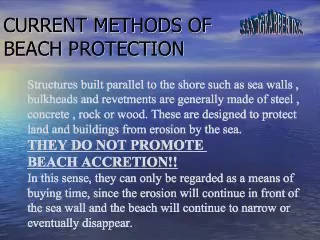 CURRENT METHODS OF
BEACH PROTECTION
Structures built parallel to the shore such as sea walls ,
bulkheads and revetments are generally made of steel ,
concrete , rock or wood. These are designed to protect
land and buildings from erosion by the sea.
THEY DO NOT PROMOTE
BEACH ACCRETION!!
In this sense, they can only be regarded as a means of
buying time, since the erosion will continue in front of
the sea wall and the beach will continue to narrow or
eventually disappear.